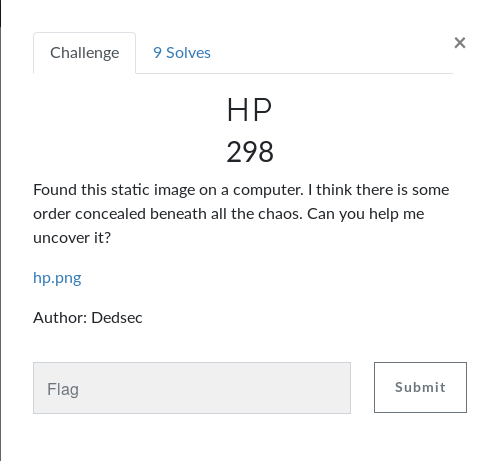 Challenge
9 Solves
×
HP
298
Found this static image on a computer. I think there is some
order concealed beneath all the chaos. Can you help me
uncover it?
hp.png
Author: Dedsec
Flag
Submit